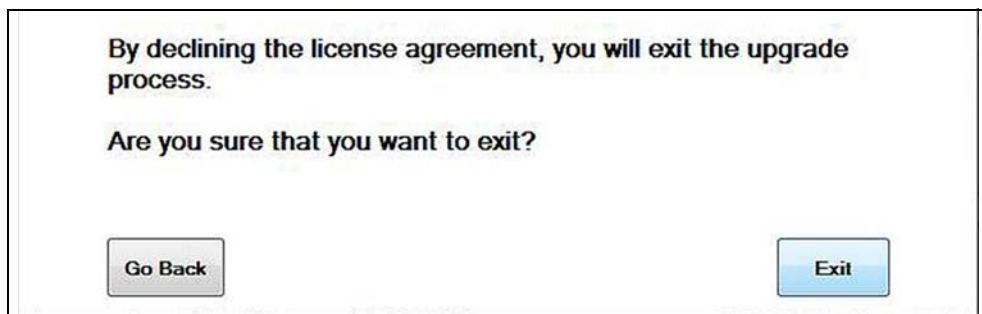 By declining the license agreement, you will exit the upgrade
process.
Are you sure that you want to exit?
Go Back
Exit